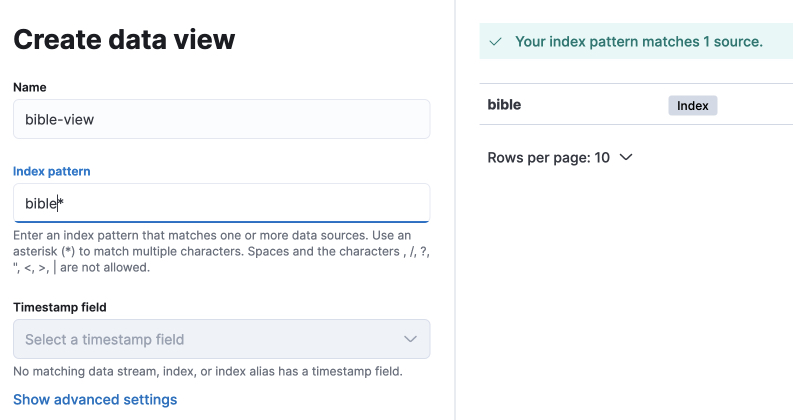 Create data view
Name
bible-view
Index pattern
bible*
Enter an index pattern that matches one or more data sources. Use an
asterisk (*) to match multiple characters. Spaces and the characters , /, ?,
", <, >, | are not allowed.
Timestamp field
Select a timestamp field
No matching data stream, index, or index alias has a timestamp field.
Show advanced settings
Your index pattern matches 1 source.
bible Index
Rows per page: 10